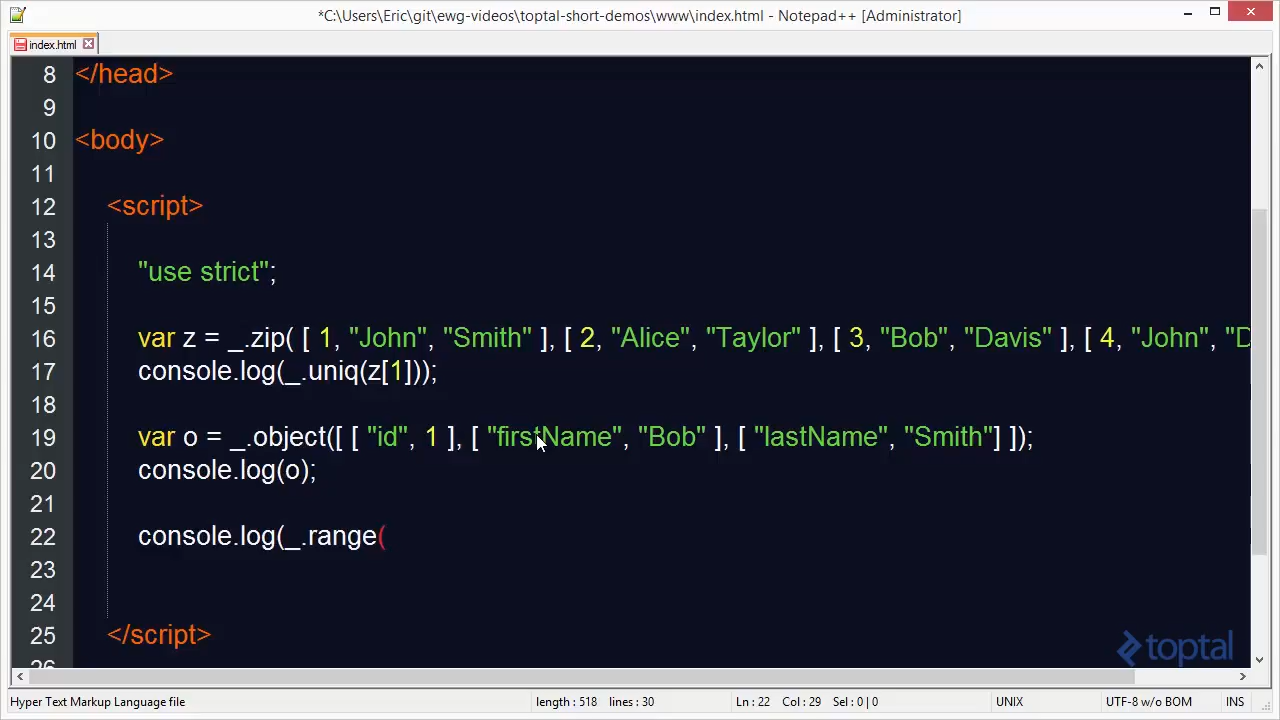 *C:\Users\Eric\git\ewg-videos\toptal-short-demos\www\index.html - Notepad++ [Administrator]
index.html
8 </head>
9
10 <body>
11
12 <script>
13
14 "use strict";
15
16 var z = _.zip( [ 1, "John", "Smith" ], [ 2, "Alice", "Taylor" ], [ 3, "Bob", "Davis" ], [ 4, "John", "D
17 console.log(_.uniq(z[1]));
18
19 var o = _.object([ [ "id", 1 ], [ "firstName", "Bob" ], [ "lastName", "Smith"] ]);
20 console.log(o);
21
22 console.log(_.range(
23
24
25 </script>
26
toptal
Hyper Text Markup Language file length : 518 lines : 30 Ln : 22 Col : 29 Sel : 0 | 0 UNIX UTF-8 w/o BOM INS